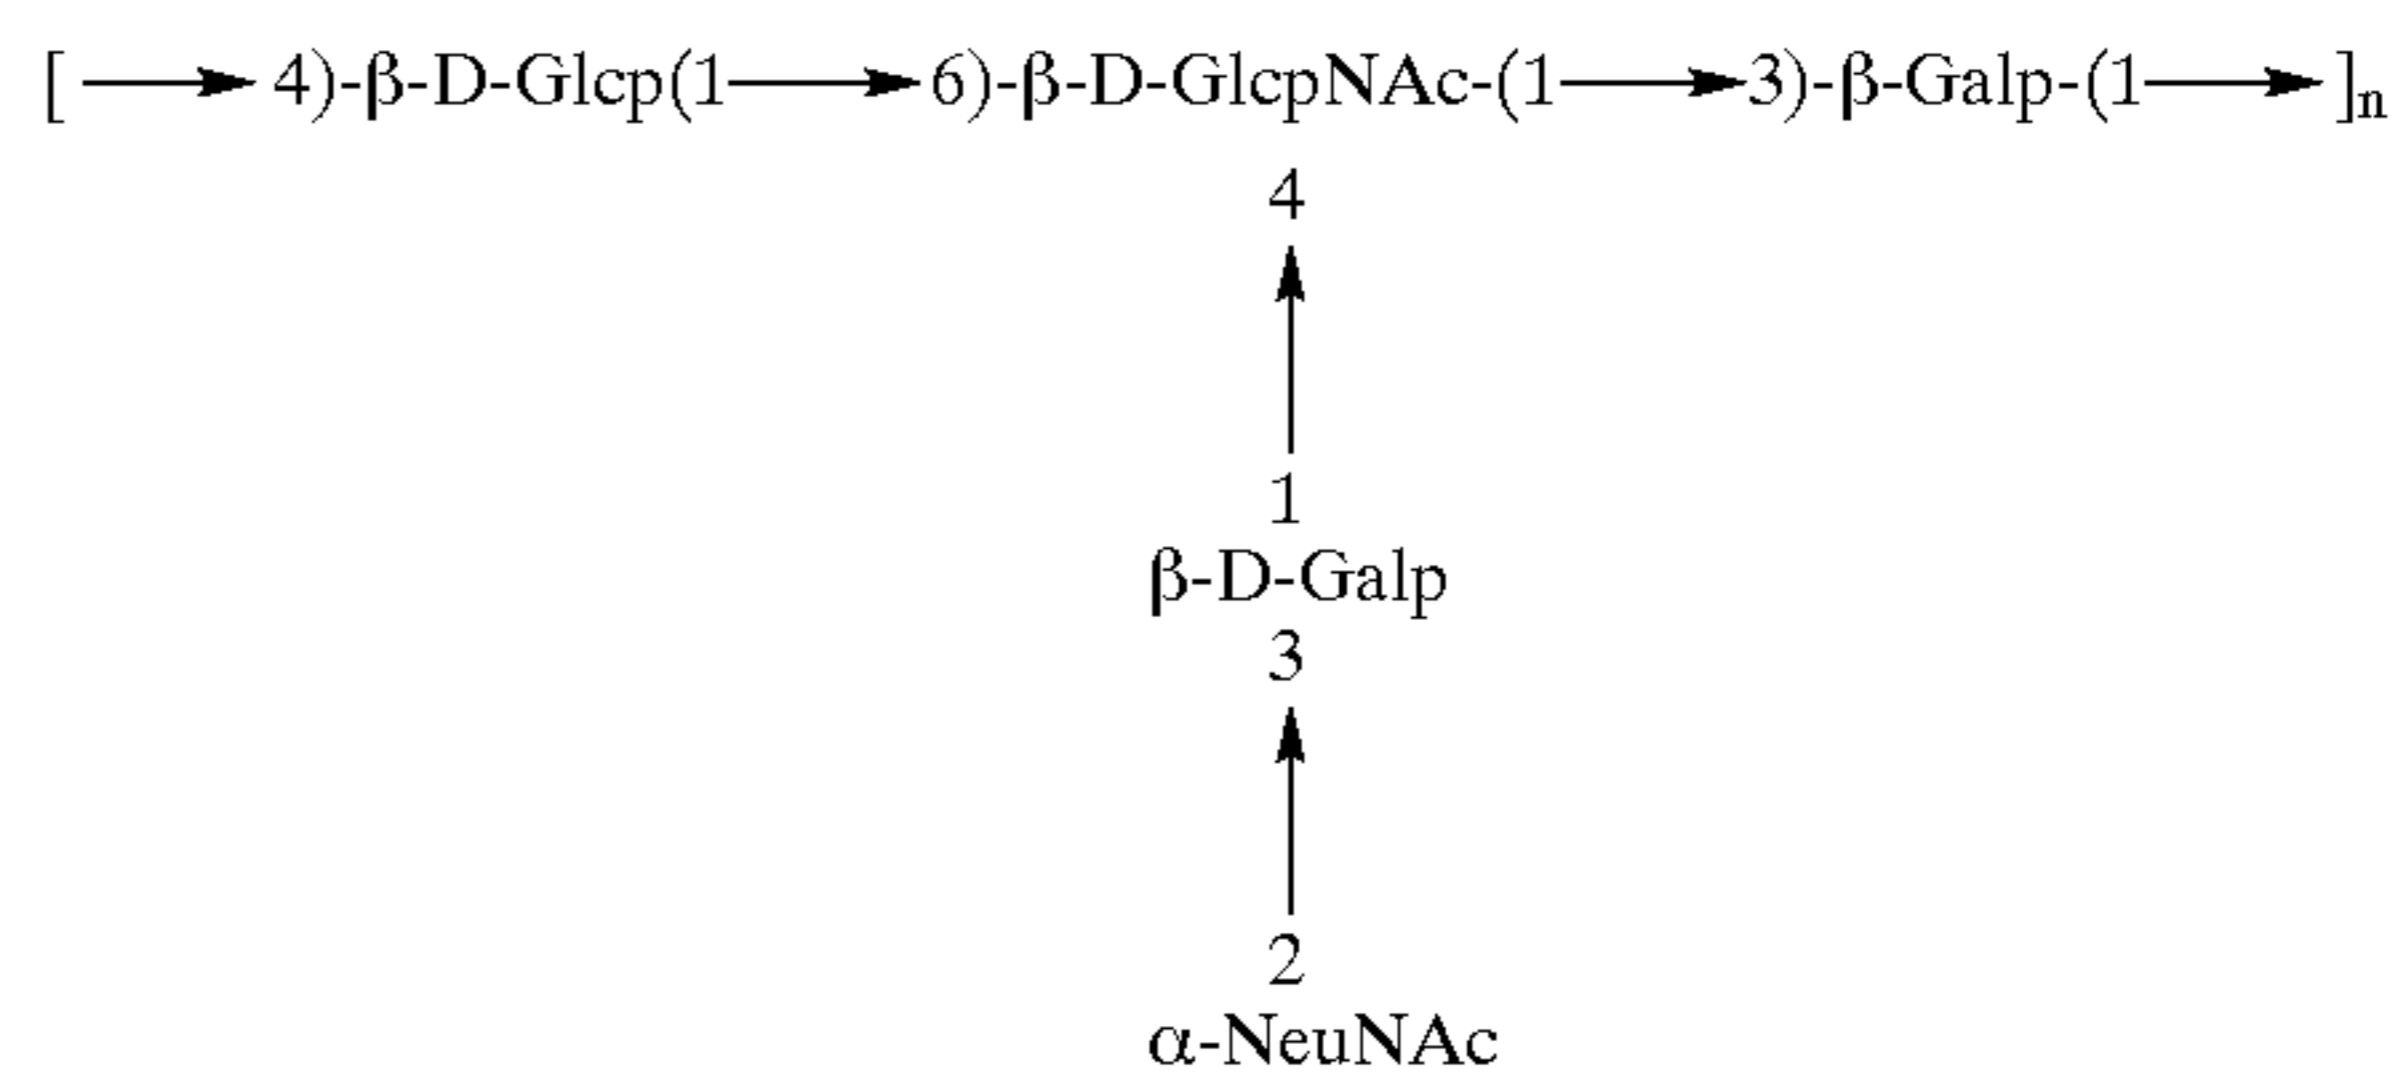 [ → 4)-β-D-Glcp(1 → 6)-β-D-GlcpNAc-(1 → 3)-β-Galp-(1 → ]n
4
1
β-D-Galp
3
2
α-NeuNAc